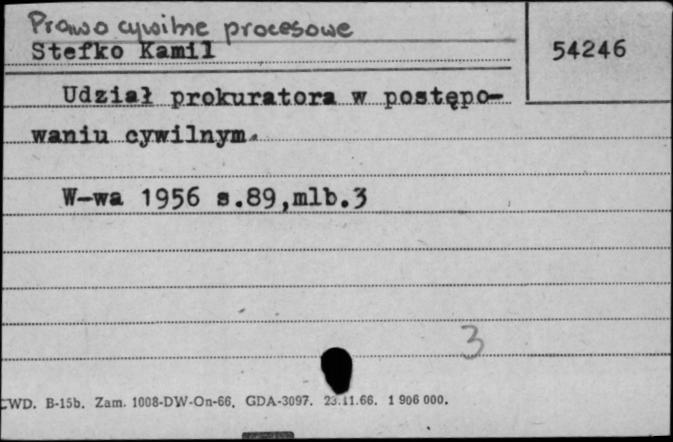 Prawo cywilne procesowe
Stefko Kamil
54246
Udział prokuratora w postępo-
waniu cywilnym.
W-wa 1956 s.89,mlb.3
3
CWD. B-15b. Zam. 1008-DW-On-66. GDA-3097. 23.11.66. 1 906 000.